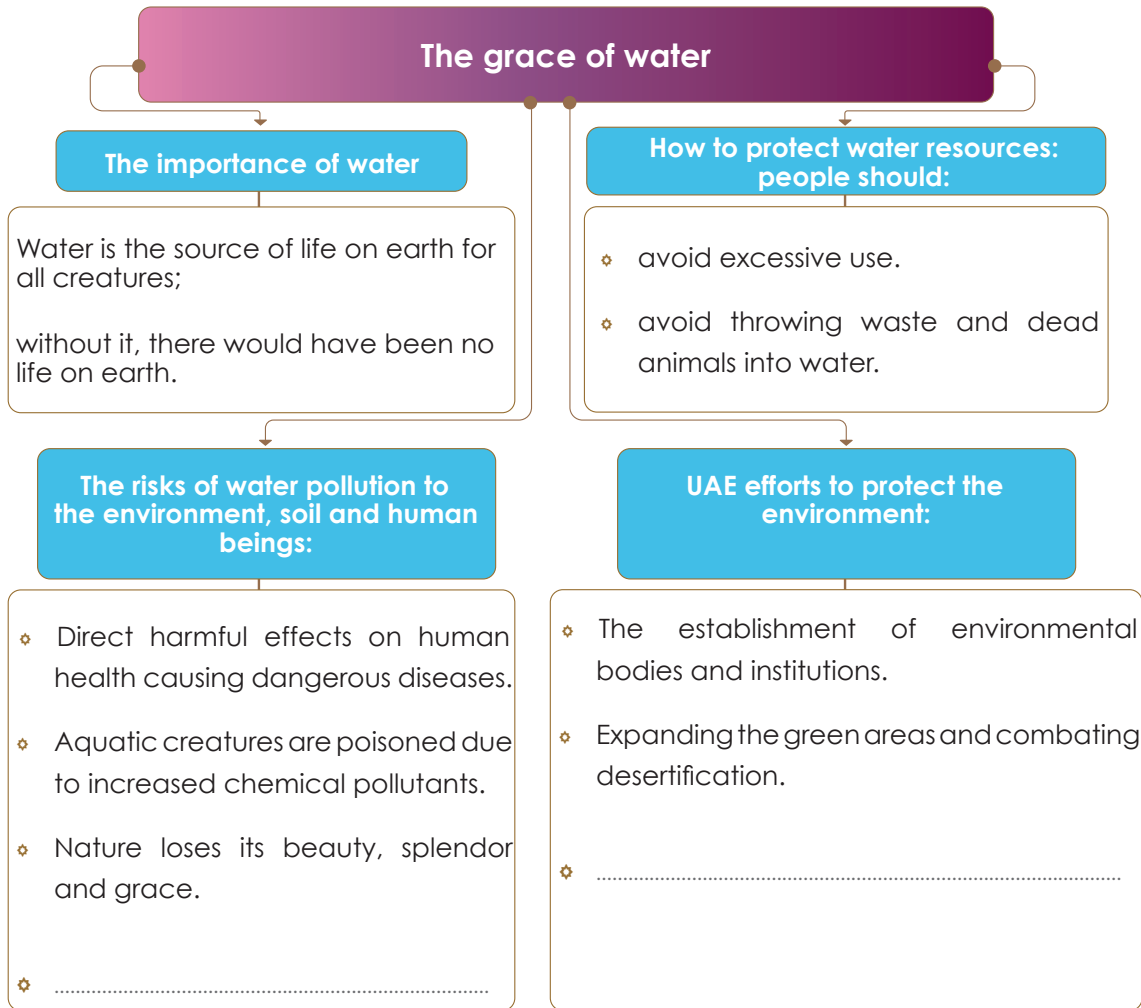 The grace of water
The importance of water
Water is the source of life on earth for
all creatures;
without it, there would have been no
life on earth.
How to protect water resources:
people should:
avoid excessive use.
avoid throwing waste and dead
animals into water.
The risks of water pollution to
the environment, soil and human
beings:
Direct harmful effects on human
health causing dangerous diseases.
Aquatic creatures are poisoned due
to increased chemical pollutants.
Nature loses its beauty, splendor
and grace.
UAE efforts to protect the
environment:
The establishment of environmental
bodies and institutions.
Expanding the green areas and combating
desertification.